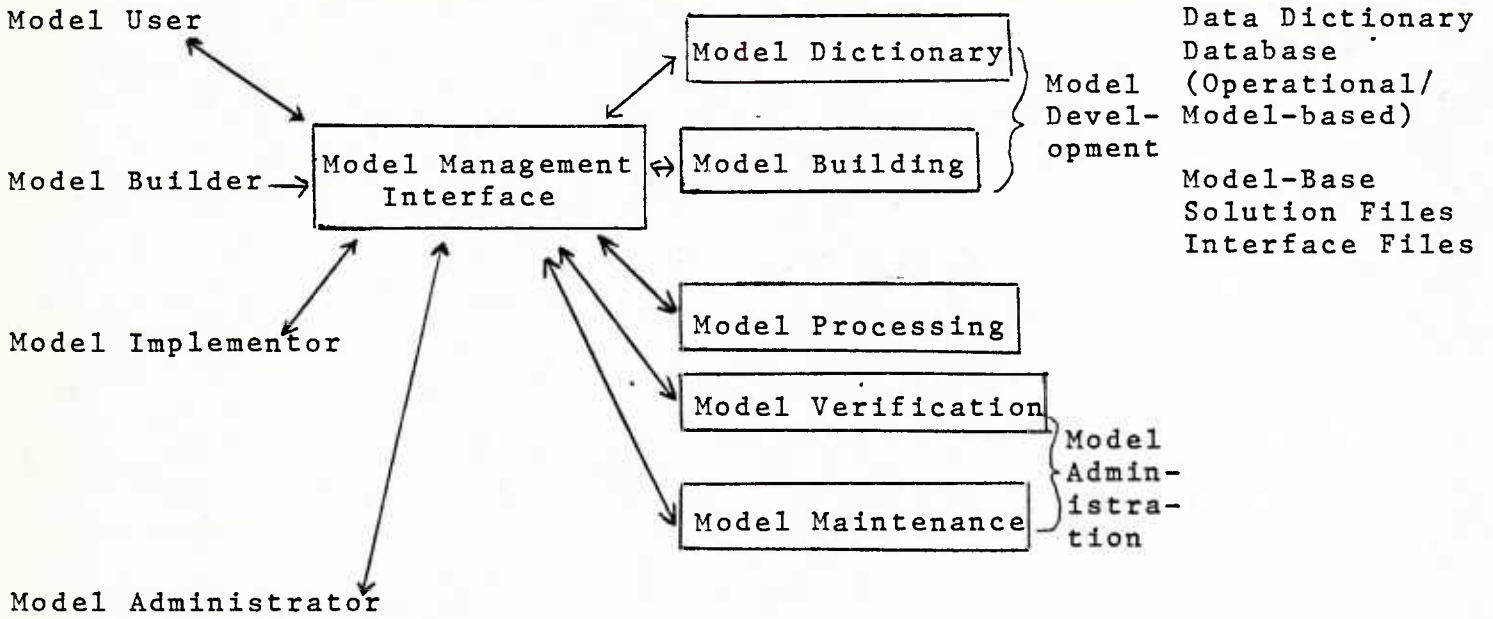 Model User
Model Builder
Model Implementor
Model Administrator
Model Management
Interface
Model Dictionary
Model Building
Model
Devel-
opment
Model Processing
Model Verification
Model Maintenance
Model
Admin-
istra-
tion
Data Dictionary
Database
(Operational/
Model-based)
Model-Base
Solution Files
Interface Files